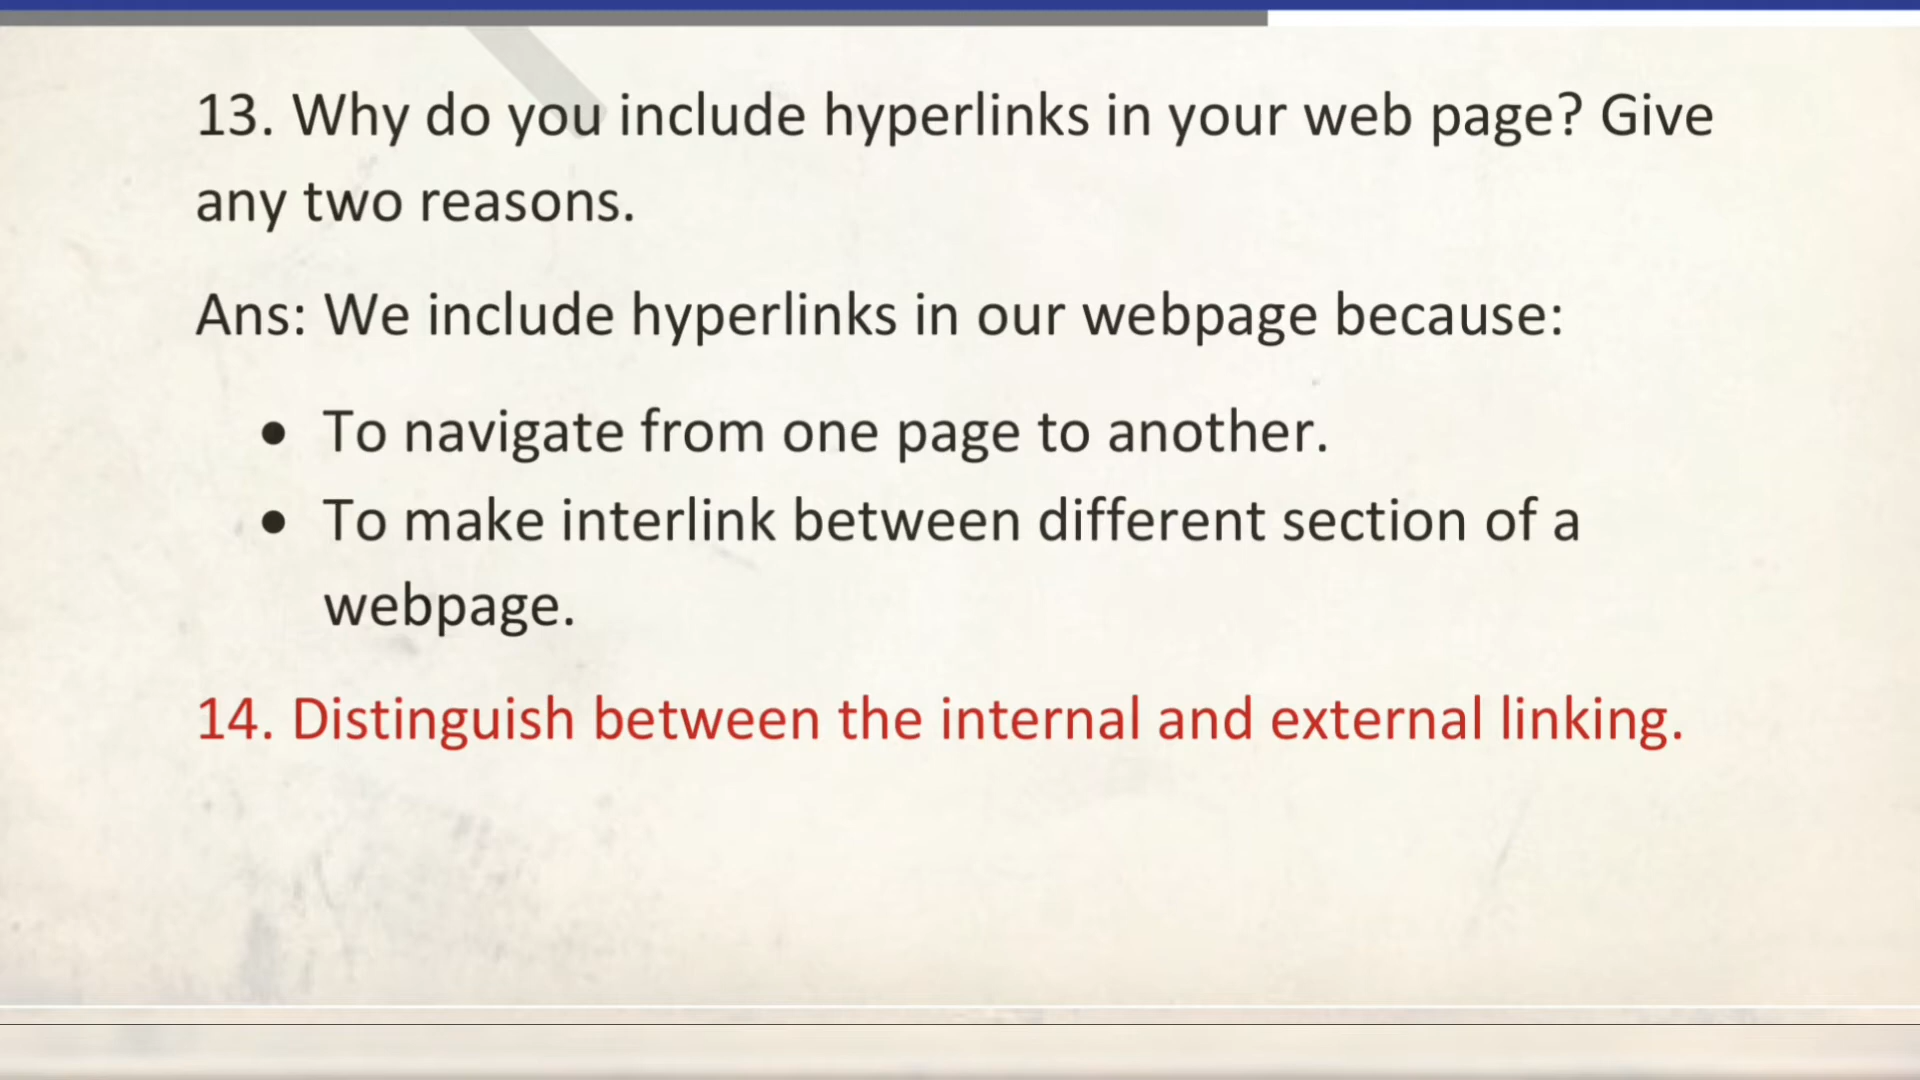 13. Why do you include hyperlinks in your web page? Give
any two reasons.
Ans: We include hyperlinks in our webpage because:
• To navigate from one page to another.
• To make interlink between different section of a
webpage.
14. Distinguish between the internal and external linking.